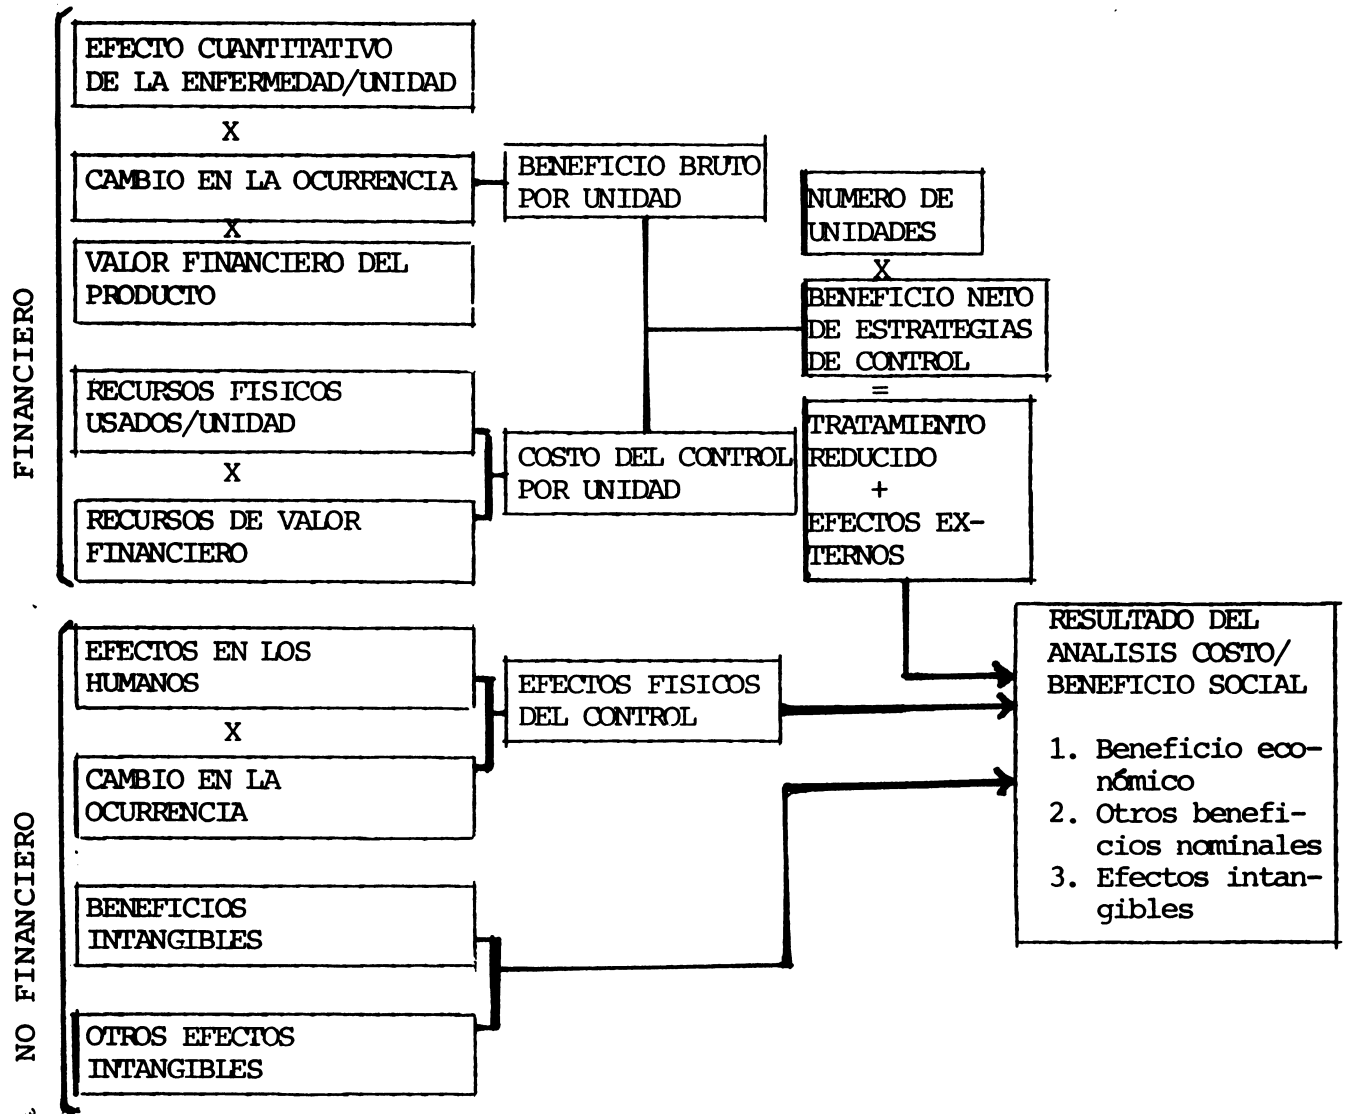 FINANCIERO
EFECTO CUANTITATIVO
DE LA ENFERMEDAD/UNIDAD
X
CAMBIO EN LA OCURRENCIA
X
VALOR FINANCIERO DEL
PRODUCTO
RECURSOS FISICOS
USADOS/UNIDAD
X
RECURSOS DE VALOR
FINANCIERO
BENEFICIO BRUTO
POR UNIDAD
COSTO DEL CONTROL
POR UNIDAD
NUMERO DE
UNIDADES
X
BENEFICIO NETO
DE ESTRATEGIAS
DE CONTROL
=
TRATAMIENTO
REDUCIDO
+
EFECTOS EX-
TERNOS
NO FINANCIERO
EFECTOS EN LOS
HUMANOS
X
CAMBIO EN LA
OCURRENCIA
BENEFICIOS
INTANGIBLES
OTROS EFECTOS
INTANGIBLES
EFECTOS FISICOS
DEL CONTROL
RESULTADO DEL
ANALISIS COSTO/
BENEFICIO SOCIAL
1. Beneficio eco-
nómico
2. Otros benefi-
cios nominales
3. Efectos intan-
gibles